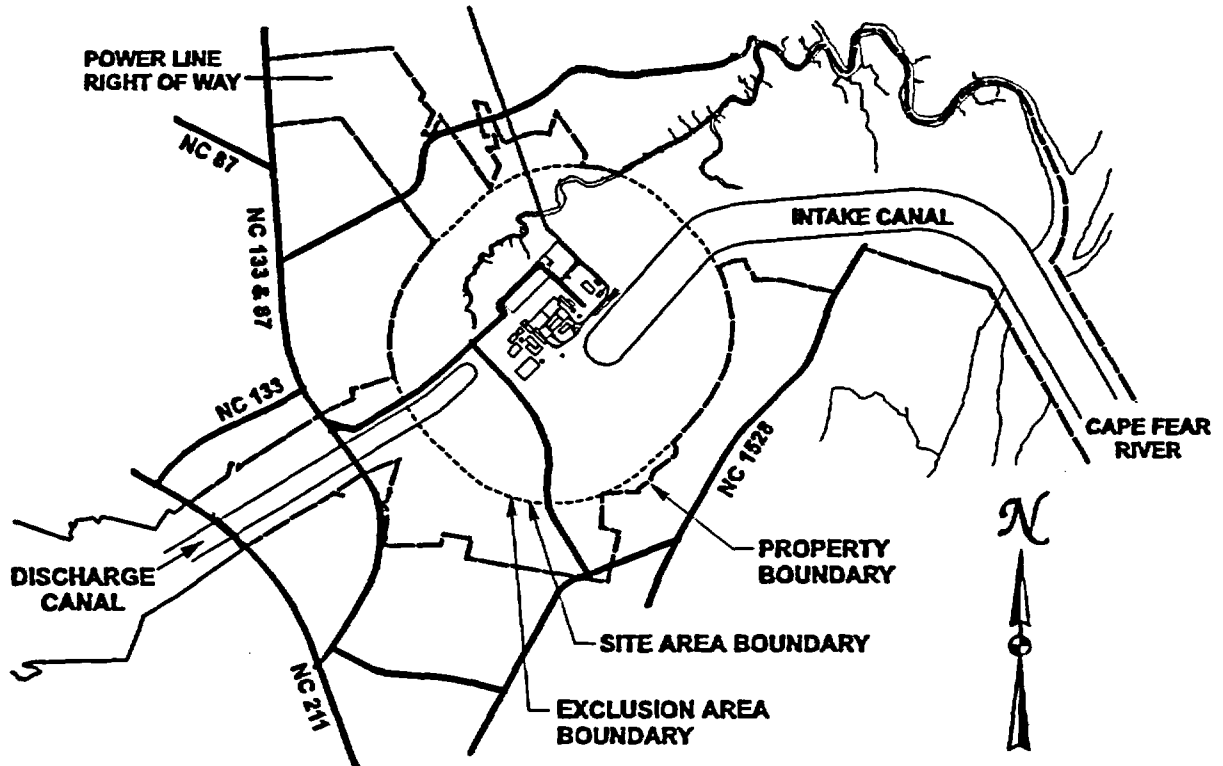 POWER LINE
RIGHT OF WAY
NC 87
NC 133 & 87
INTAKE CANAL
NC 133
CAPE FEAR
RIVER
NC 1528
N
PROPERTY
BOUNDARY
DISCHARGE
CANAL
SITE AREA BOUNDARY
NC 211
EXCLUSION AREA
BOUNDARY